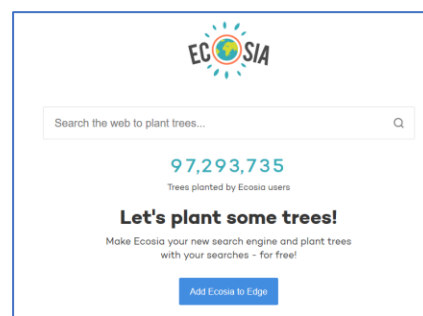 ECOSIA
Search the web to plant trees...
97,293,735
Trees planted by Ecosia users
Let's plant some trees!
Make Ecosia your new search engine and plant trees
with your searches - for free!
Add Ecosia to Edge